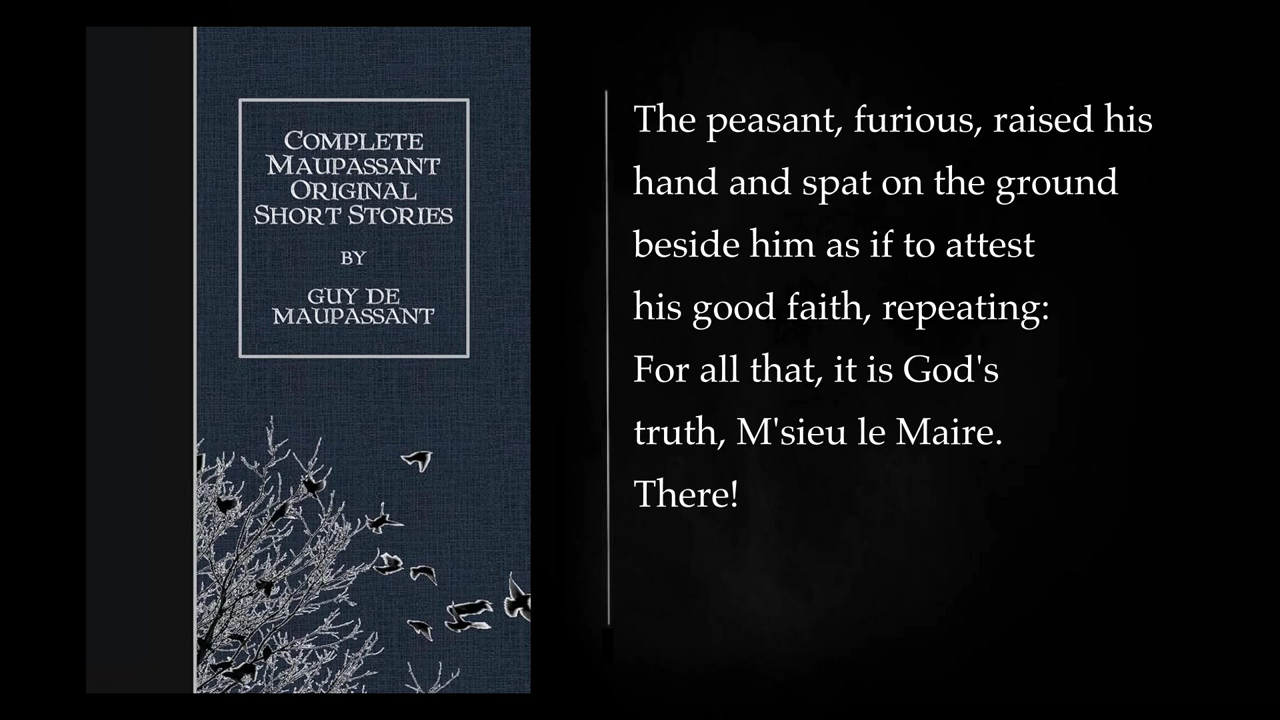 COMPLETE
MAUPASSANT
ORIGINAL
SHORT STORIES
BY
GUY DE
MAUPASSANT
The peasant, furious, raised his
hand and spat on the ground
beside him as if to attest
his good faith, repeating:
For all that, it is God's
truth, M'sieu le Maire.
There!